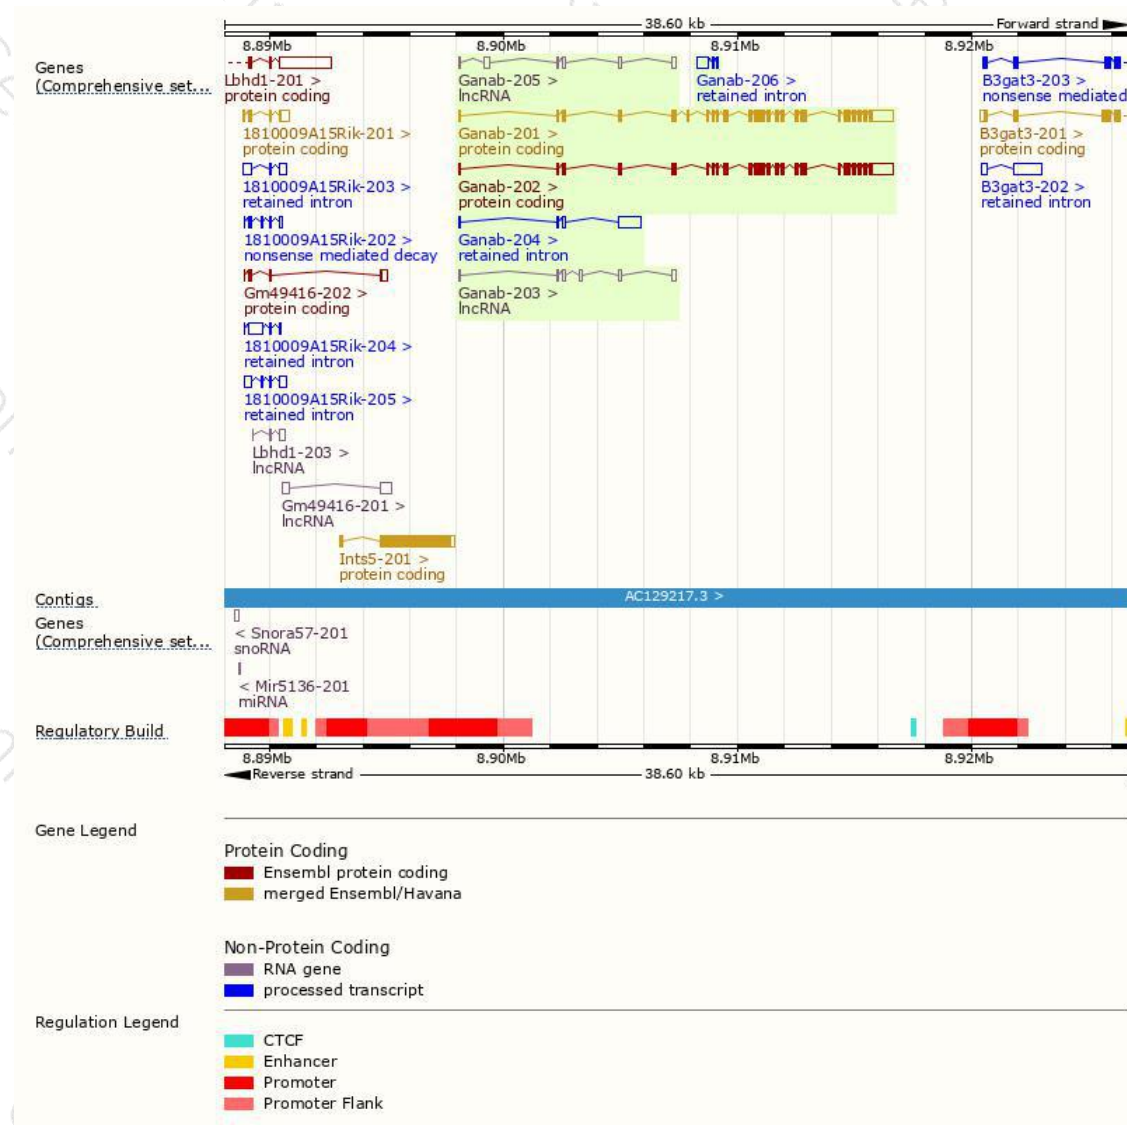 38.60 kb Forward strand
8.89Mb 8.90Mb 8.91Mb 8.92Mb
Genes
(Comprehensive set...
Lbhd1-201 >
protein coding
Ganab-205 >
lncRNA
Ganab-206 >
retained intron
B3gat3-203 >
nonsense mediated
1810009A15Rik-201 >
protein coding
Ganab-201 >
protein coding
B3gat3-201 >
protein coding
1810009A15Rik-203 >
retained intron
Ganab-202 >
protein coding
B3gat3-202 >
retained intron
1810009A15Rik-202 >
nonsense mediated decay
Ganab-204 >
retained intron
Gm49416-202 >
protein coding
Ganab-203 >
lncRNA
1810009A15Rik-204 >
retained intron
1810009A15Rik-205 >
retained intron
Lbhd1-203 >
lncRNA
Gm49416-201 >
lncRNA
Ints5-201 >
protein coding
Contigs
AC129217.3 >
Genes
(Comprehensive set...
< Snora57-201
snoRNA
< Mir5136-201
miRNA
Regulatory Build
8.89Mb 8.90Mb 8.91Mb 8.92Mb
Reverse strand 38.60 kb
Gene Legend
Protein Coding
Ensembl protein coding
merged Ensembl/Havana
Non-Protein Coding
RNA gene
processed transcript
Regulation Legend
CTCF
Enhancer
Promoter
Promoter Flank